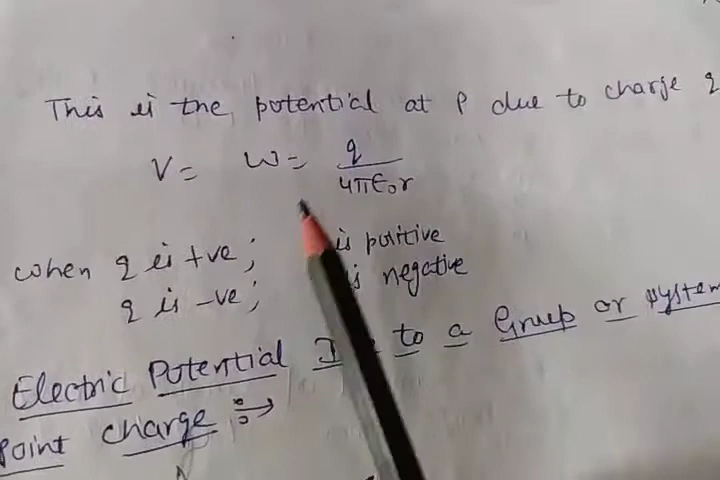 This is the potential at P due to charge q
V = W = q / 4πϵ₀r
when q is +ve; is positive
q is -ve; is negative
Electric Potential to a Group or system
Point charge :→